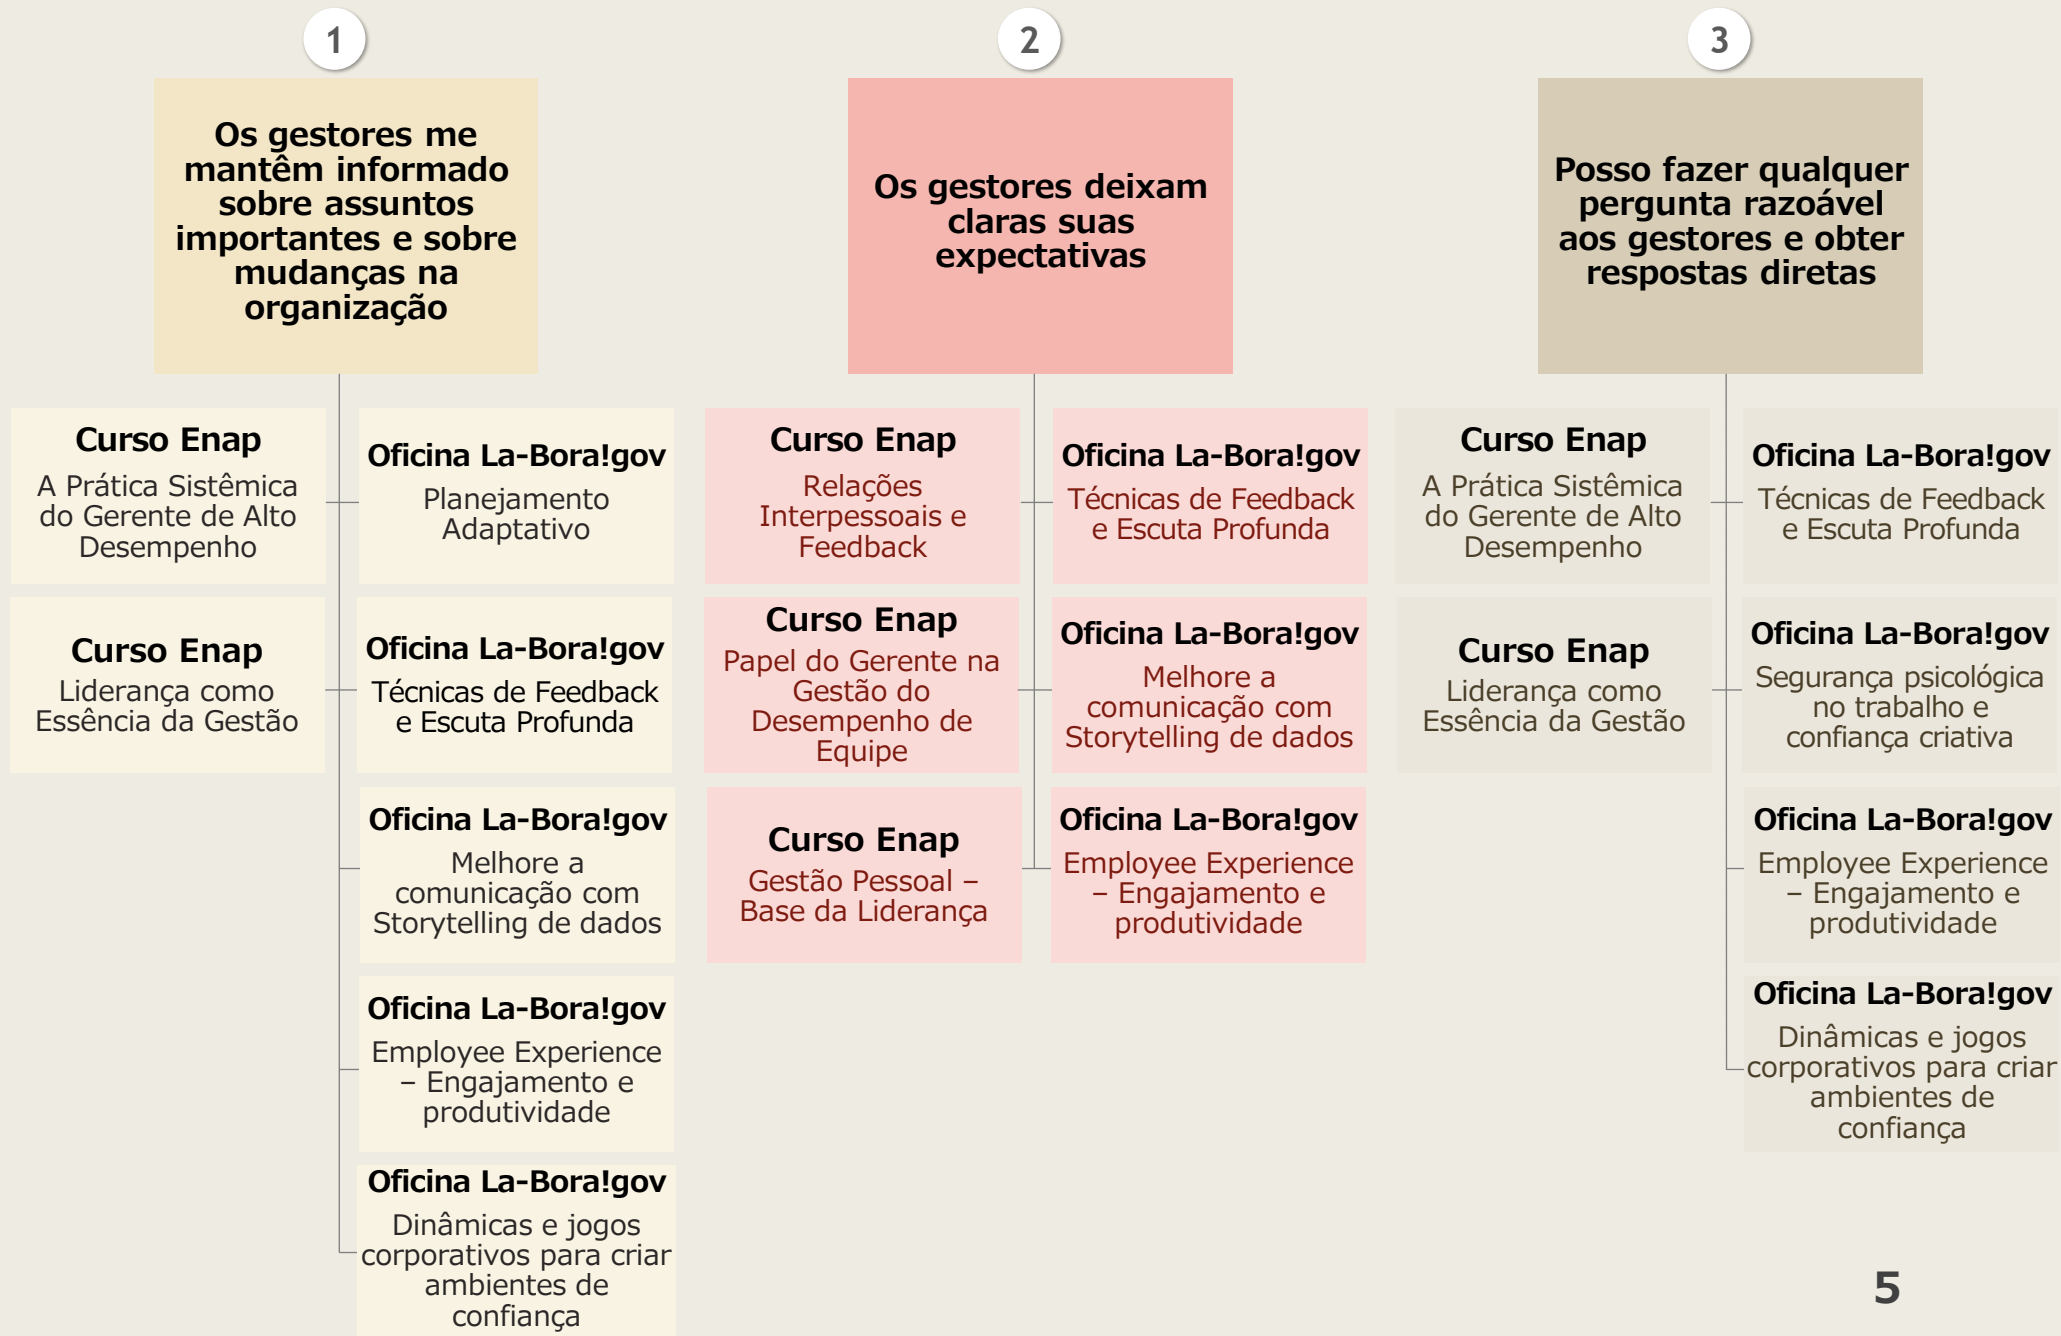 1
Os gestores me
mantêm informado
sobre assuntos
importantes e sobre
mudanças na
organização
Curso Enap
A Prática Sistêmica
do Gerente de Alto
Desempenho
Oficina La-Bora!gov
Planejamento
Adaptativo
Curso Enap
Liderança como
Essência da Gestão
Oficina La-Bora!gov
Técnicas de Feedback
e Escuta Profunda
Oficina La-Bora!gov
Melhore a
comunicação com
Storytelling de dados
Oficina La-Bora!gov
Employee Experience
– Engajamento e
produtividade
Oficina La-Bora!gov
Dinâmicas e jogos
corporativos para criar
ambientes de
confiança
2
Os gestores deixam
claras suas
expectativas
Curso Enap
Relações
Interpessoais e
Feedback
Oficina La-Bora!gov
Técnicas de Feedback
e Escuta Profunda
Curso Enap
Papel do Gerente na
Gestão do
Desempenho de
Equipe
Oficina La-Bora!gov
Melhore a
comunicação com
Storytelling de dados
Curso Enap
Gestão Pessoal –
Base da Liderança
Oficina La-Bora!gov
Employee Experience
– Engajamento e
produtividade
3
Posso fazer qualquer
pergunta razoável
aos gestores e obter
respostas diretas
Curso Enap
A Prática Sistêmica
do Gerente de Alto
Desempenho
Oficina La-Bora!gov
Técnicas de Feedback
e Escuta Profunda
Curso Enap
Liderança como
Essência da Gestão
Oficina La-Bora!gov
Segurança psicológica
no trabalho e
confiança criativa
Oficina La-Bora!gov
Employee Experience
– Engajamento e
produtividade
Oficina La-Bora!gov
Dinâmicas e jogos
corporativos para criar
ambientes de
confiança
5